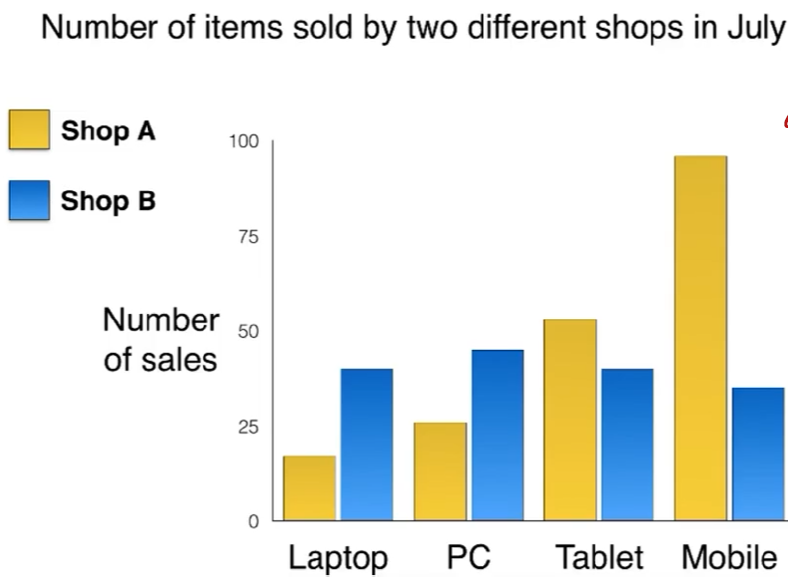 Number of items sold by two different shops in July
Shop A
Shop B
100
75
50
25
0
Number
of sales
Laptop PC Tablet Mobile